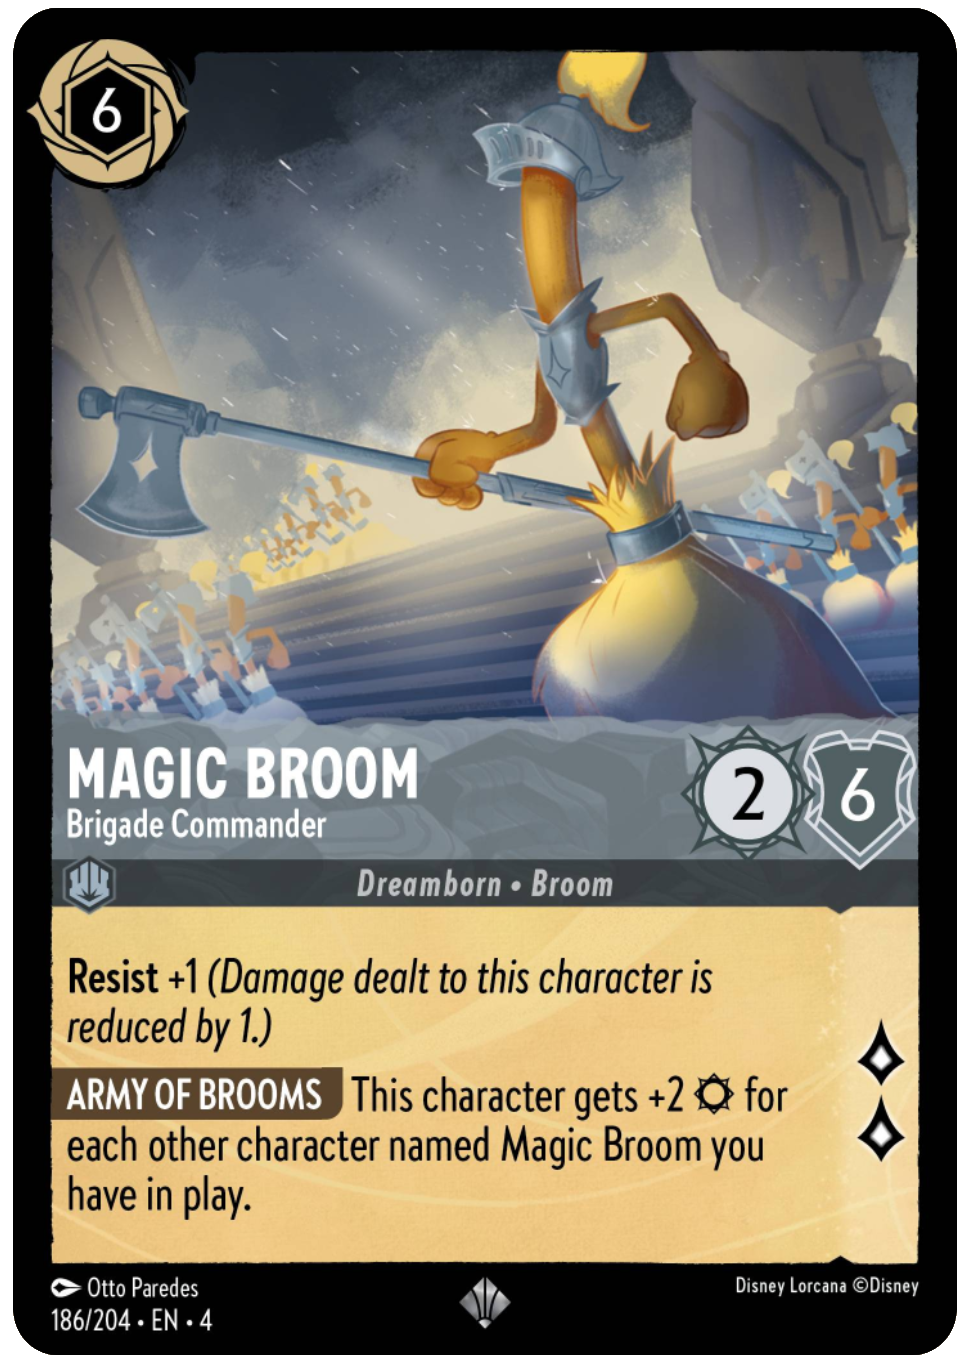 6
MAGIC BROOM
Brigade Commander
2
6
Dreamborn • Broom
Resist +1 (Damage dealt to this character is
reduced by 1.)
ARMY OF BROOMS This character gets +2 for
each other character named Magic Broom you
have in play.
Otto Paredes
Disney Lorcana ©Disney
186/204 • EN • 4